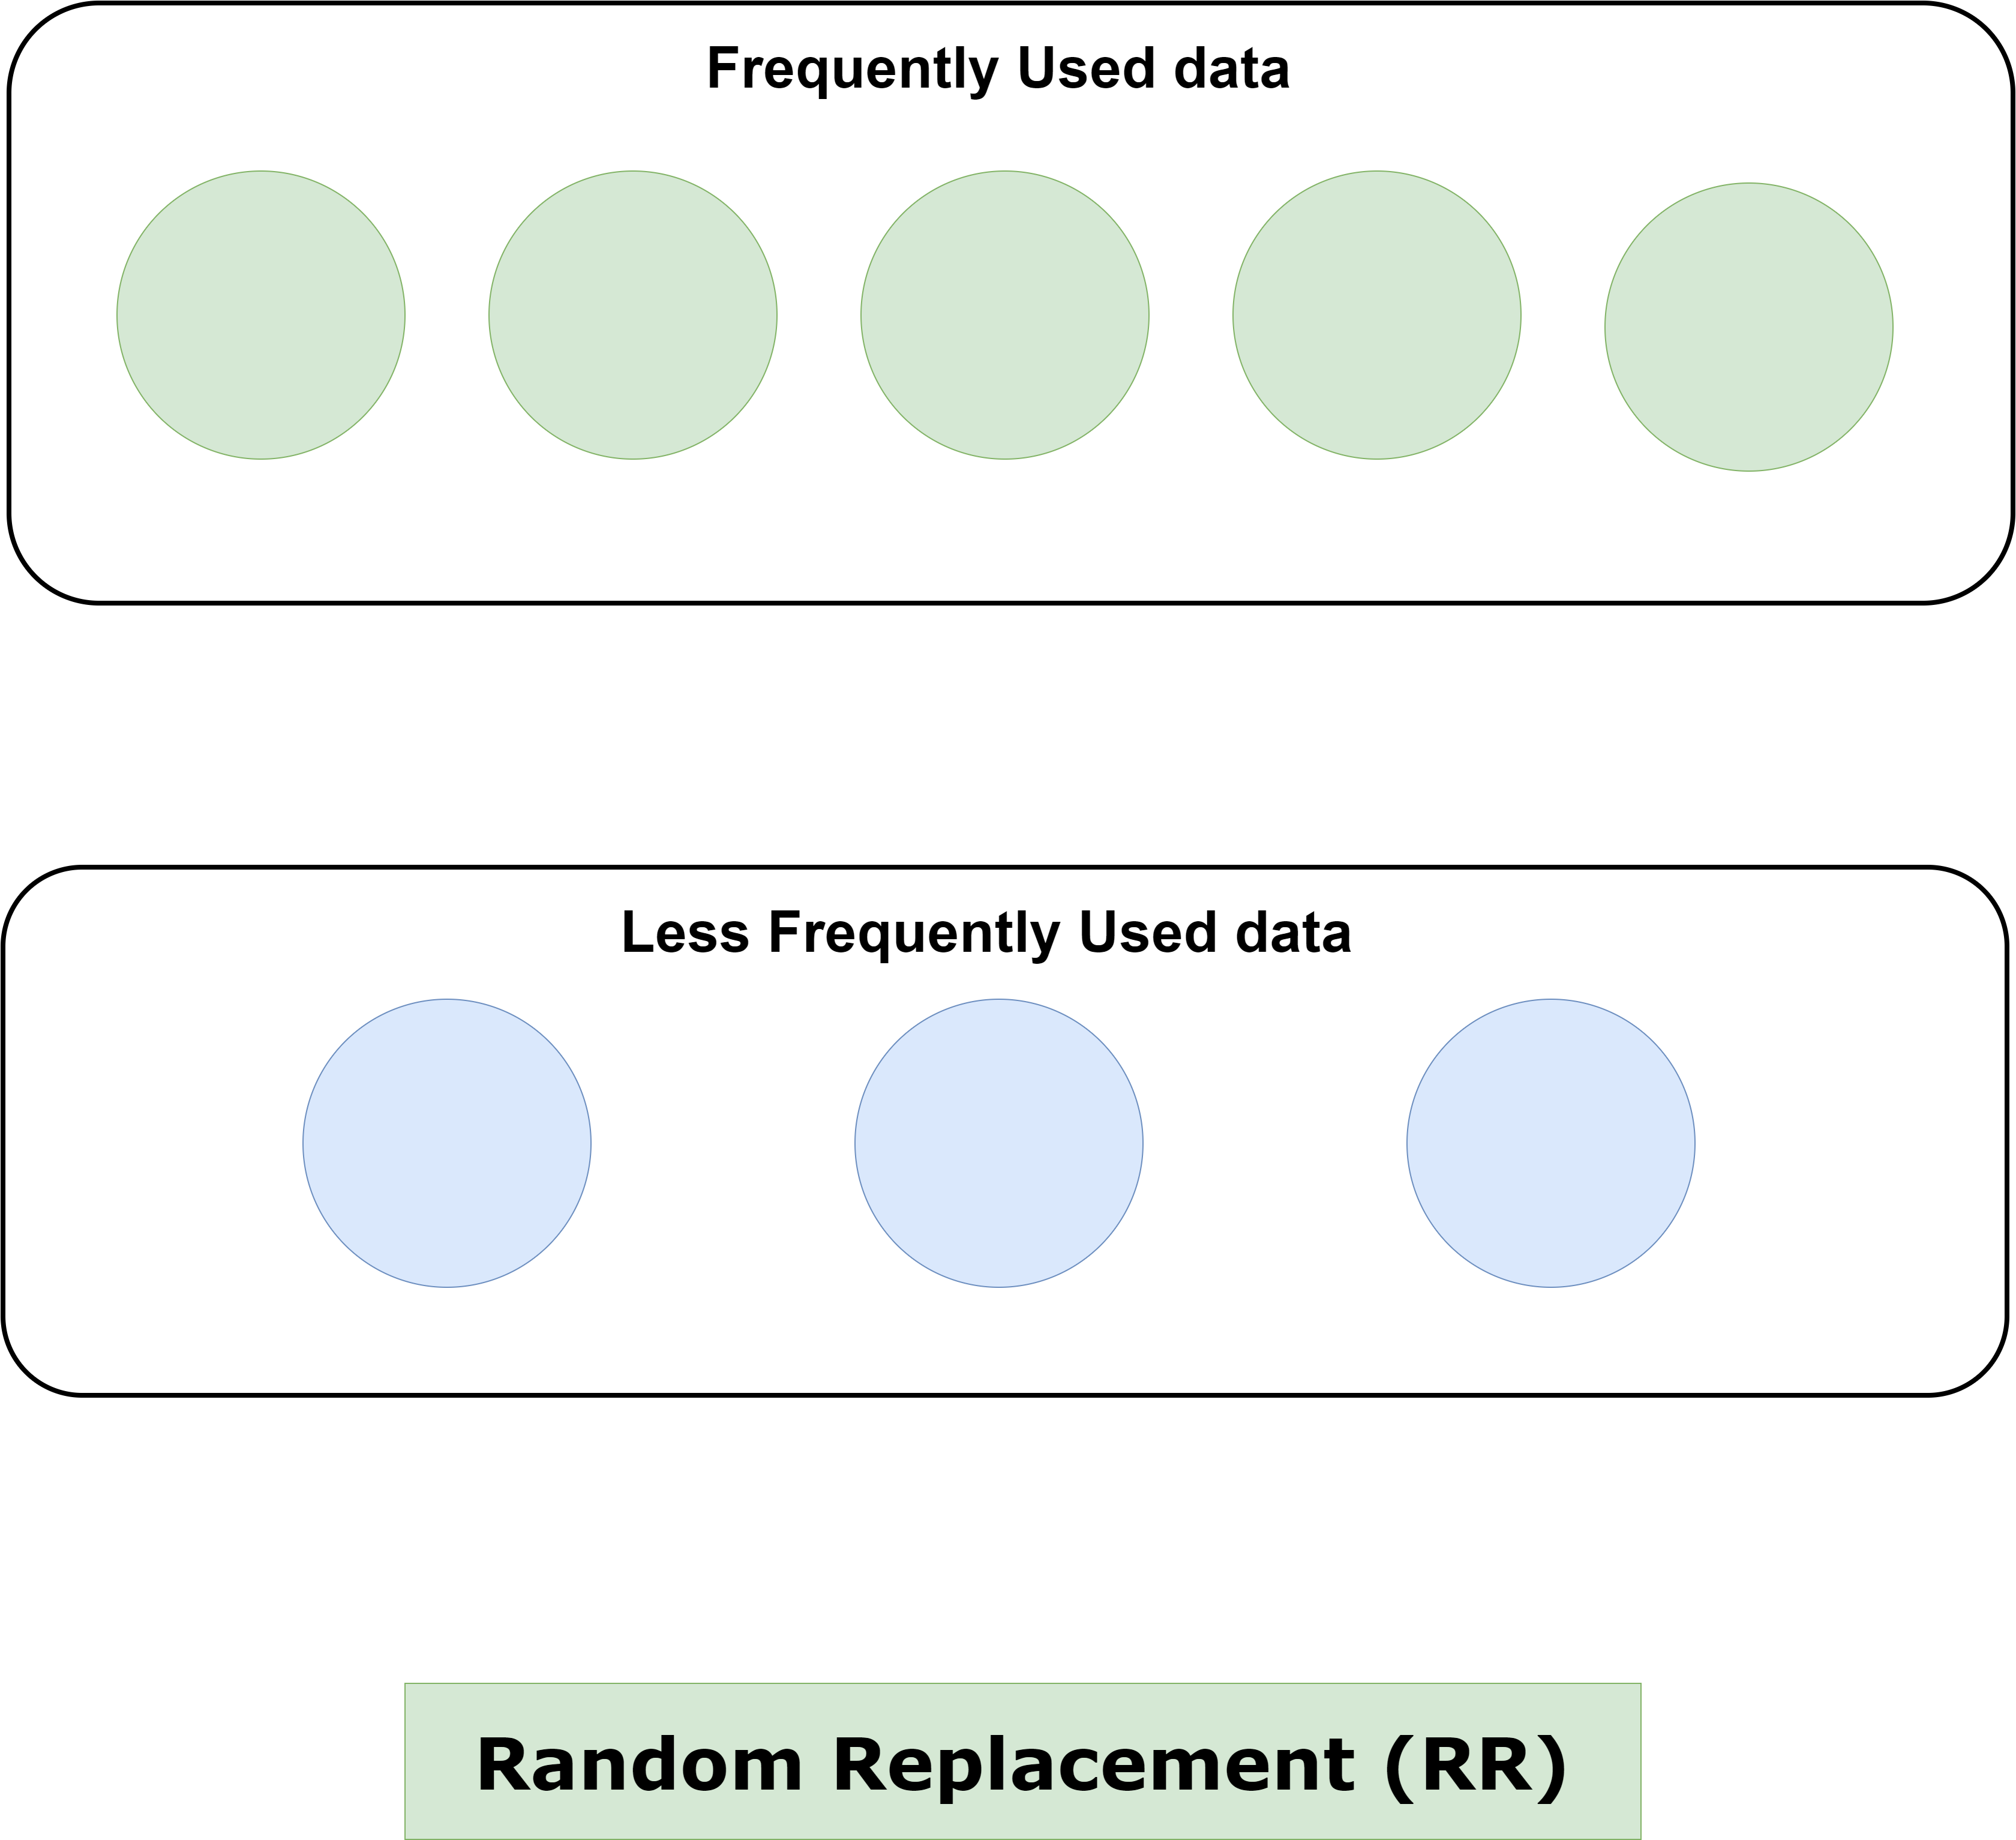 Frequently Used data
Less Frequently Used data
Random Replacement (RR)